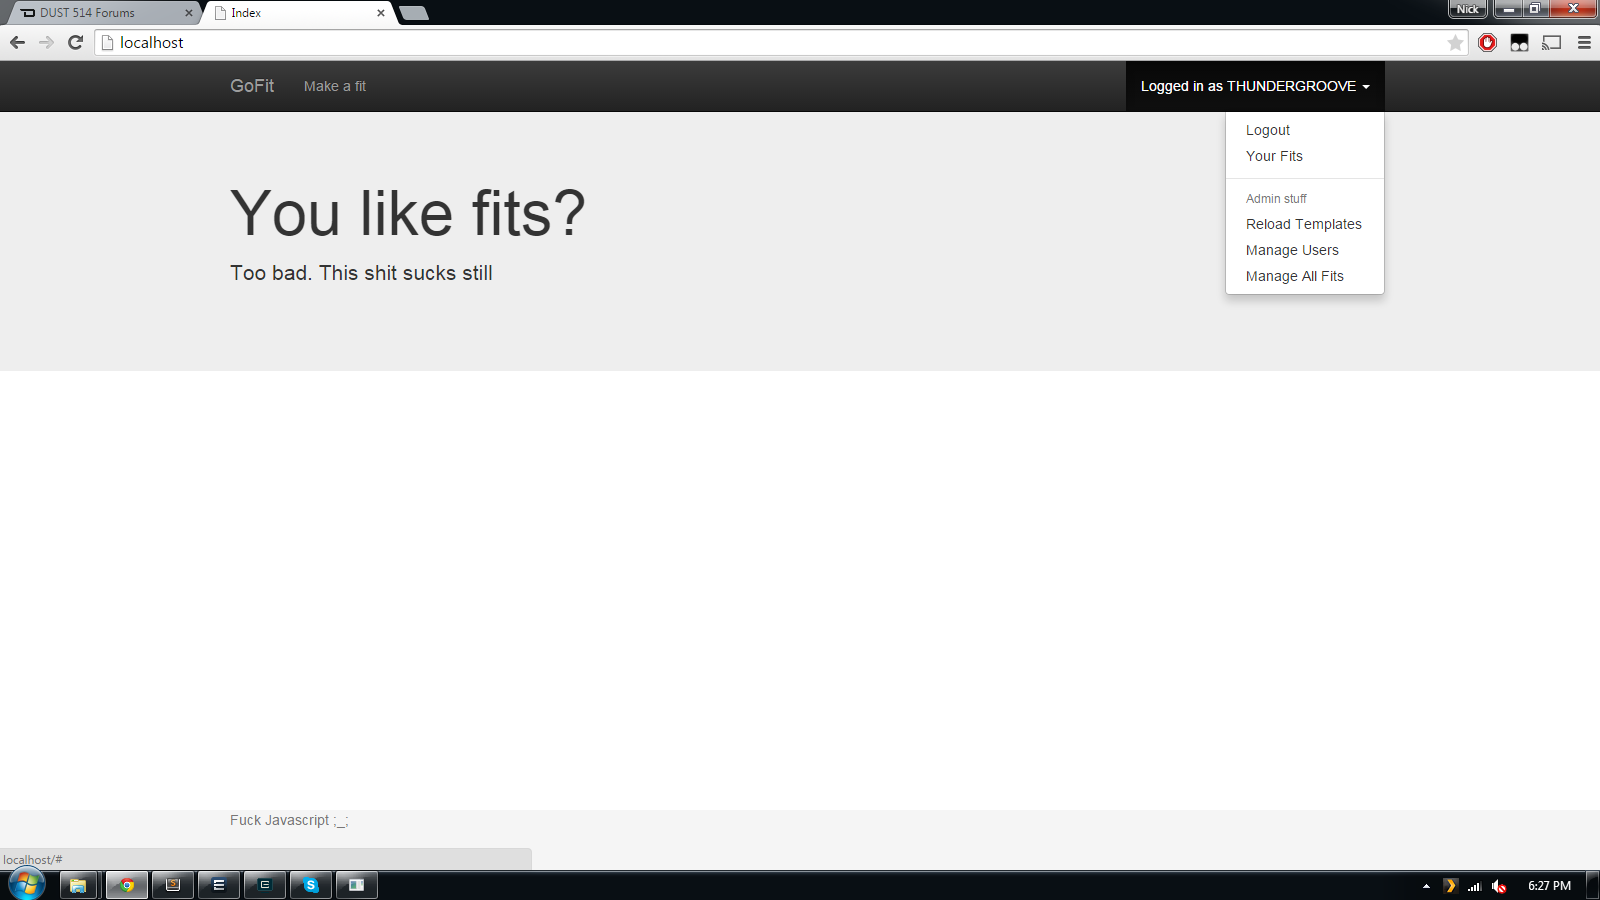 DUST 514 Forums
Index
Nick
localhost
GoFit
Make a fit
Logged in as THUNDERGROOVE
Logout
Your Fits
Admin stuff
Reload Templates
Manage Users
Manage All Fits
You like fits?
Too bad. This shit sucks still
Fuck Javascript ;_;
localhost/#
6:27 PM